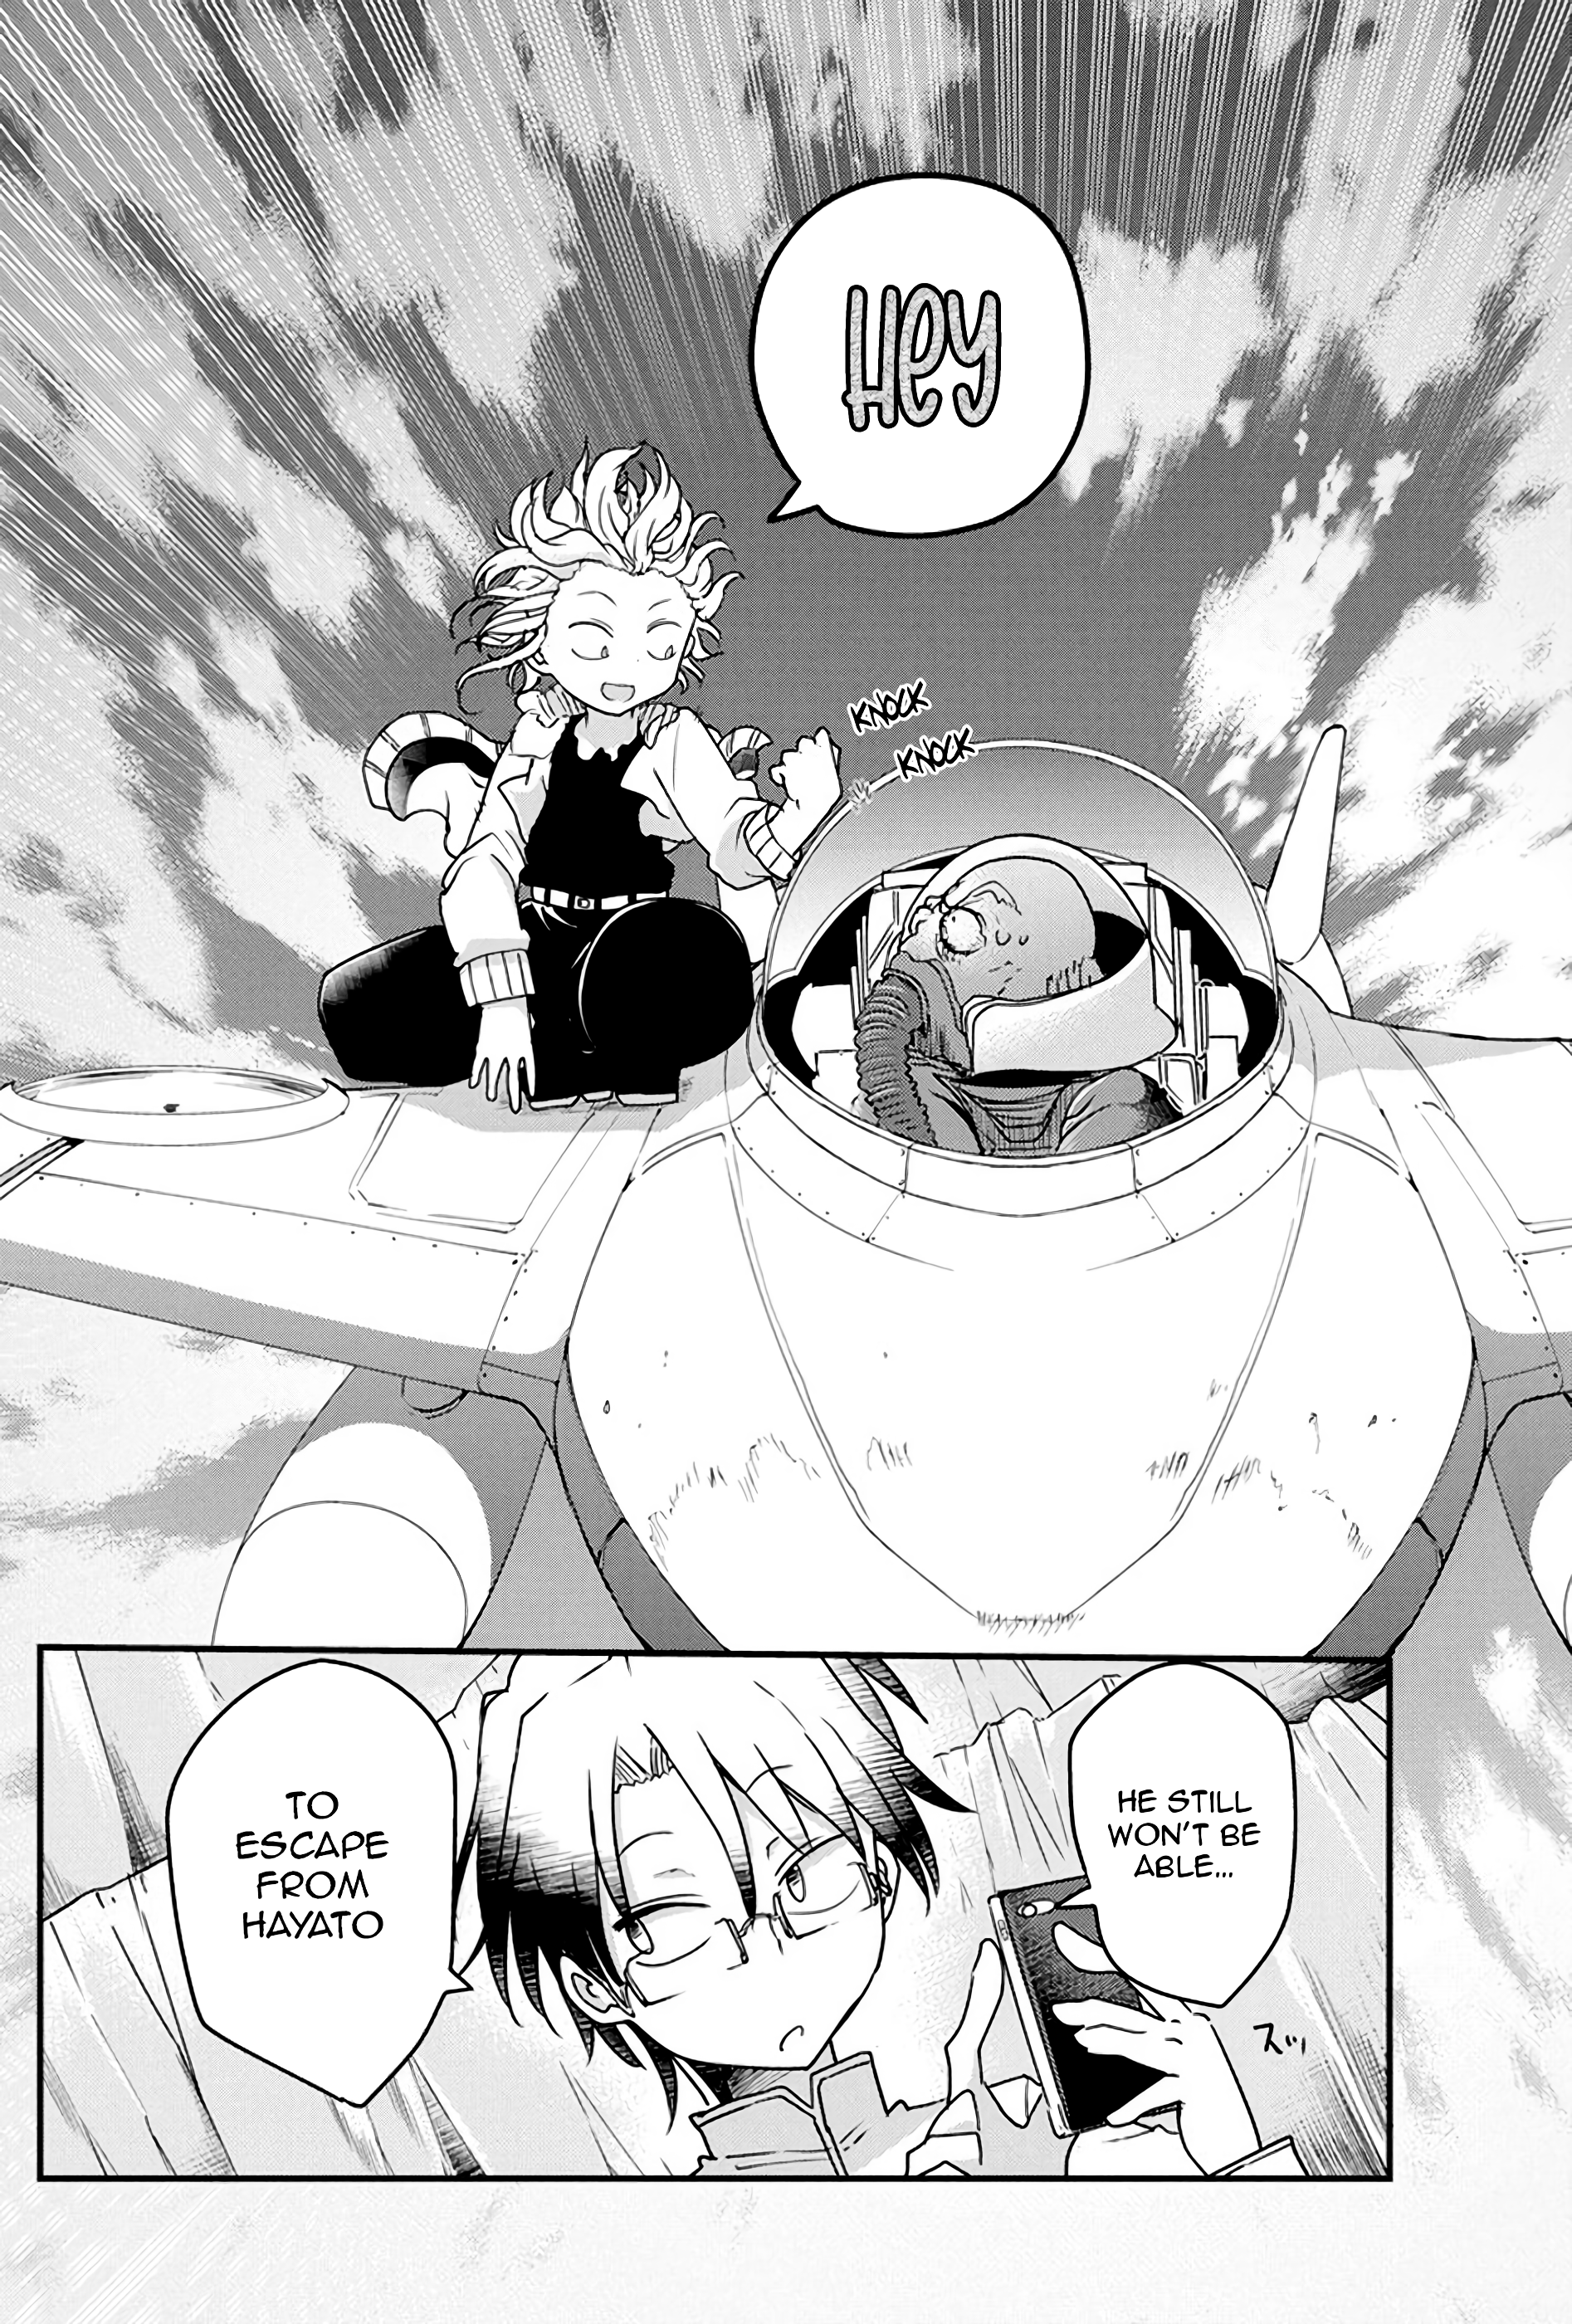 Hey
KNOCK
KNOCK
HE STILL
WON'T BE
ABLE...
TO
ESCAPE
FROM
HAYATO
スッ